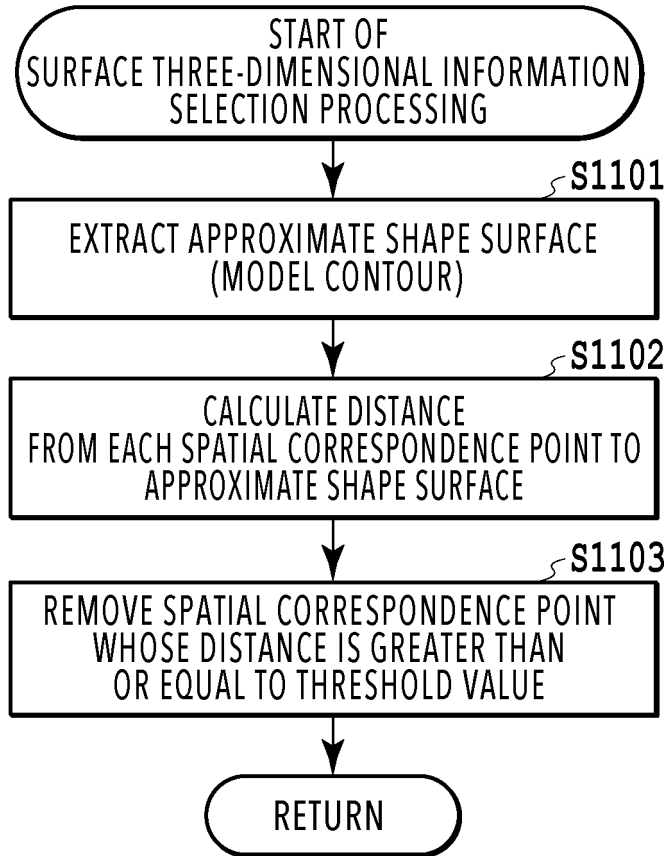 START OF
SURFACE THREE-DIMENSIONAL INFORMATION
SELECTION PROCESSING
S1101
EXTRACT APPROXIMATE SHAPE SURFACE
(MODEL CONTOUR)
S1102
CALCULATE DISTANCE
FROM EACH SPATIAL CORRESPONDENCE POINT TO
APPROXIMATE SHAPE SURFACE
S1103
REMOVE SPATIAL CORRESPONDENCE POINT
WHOSE DISTANCE IS GREATER THAN
OR EQUAL TO THRESHOLD VALUE
RETURN